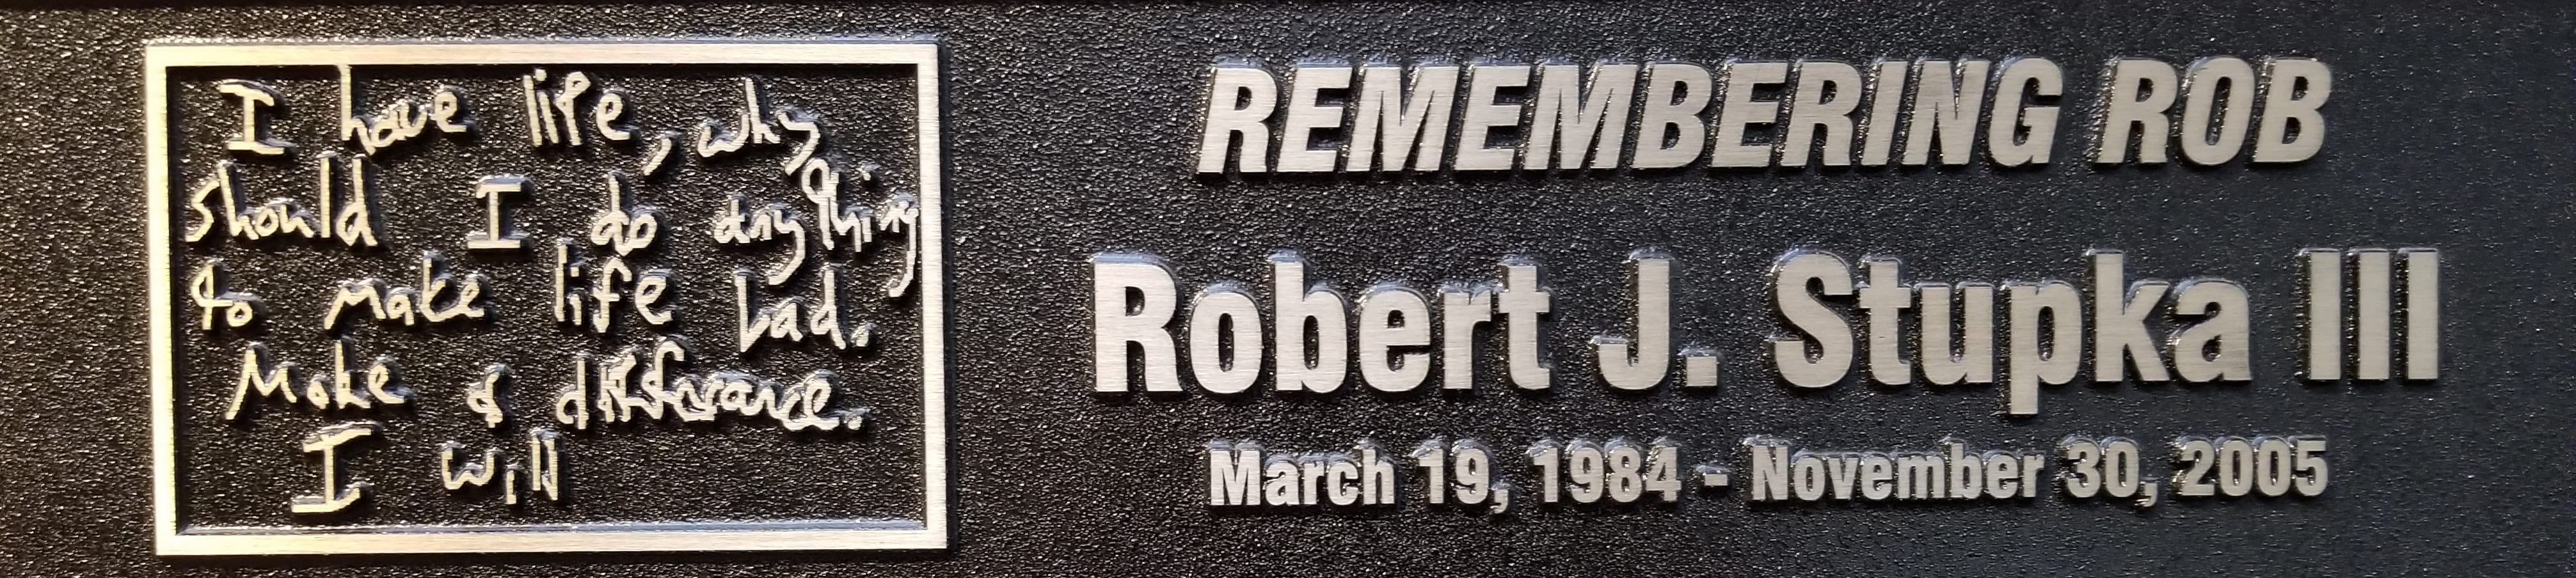 I have life, why
should I do anything
to make life bad.
Make a difference.
I will
REMEMBERING ROB
Robert J. Stupka III
March 19, 1984 - November 30, 2005